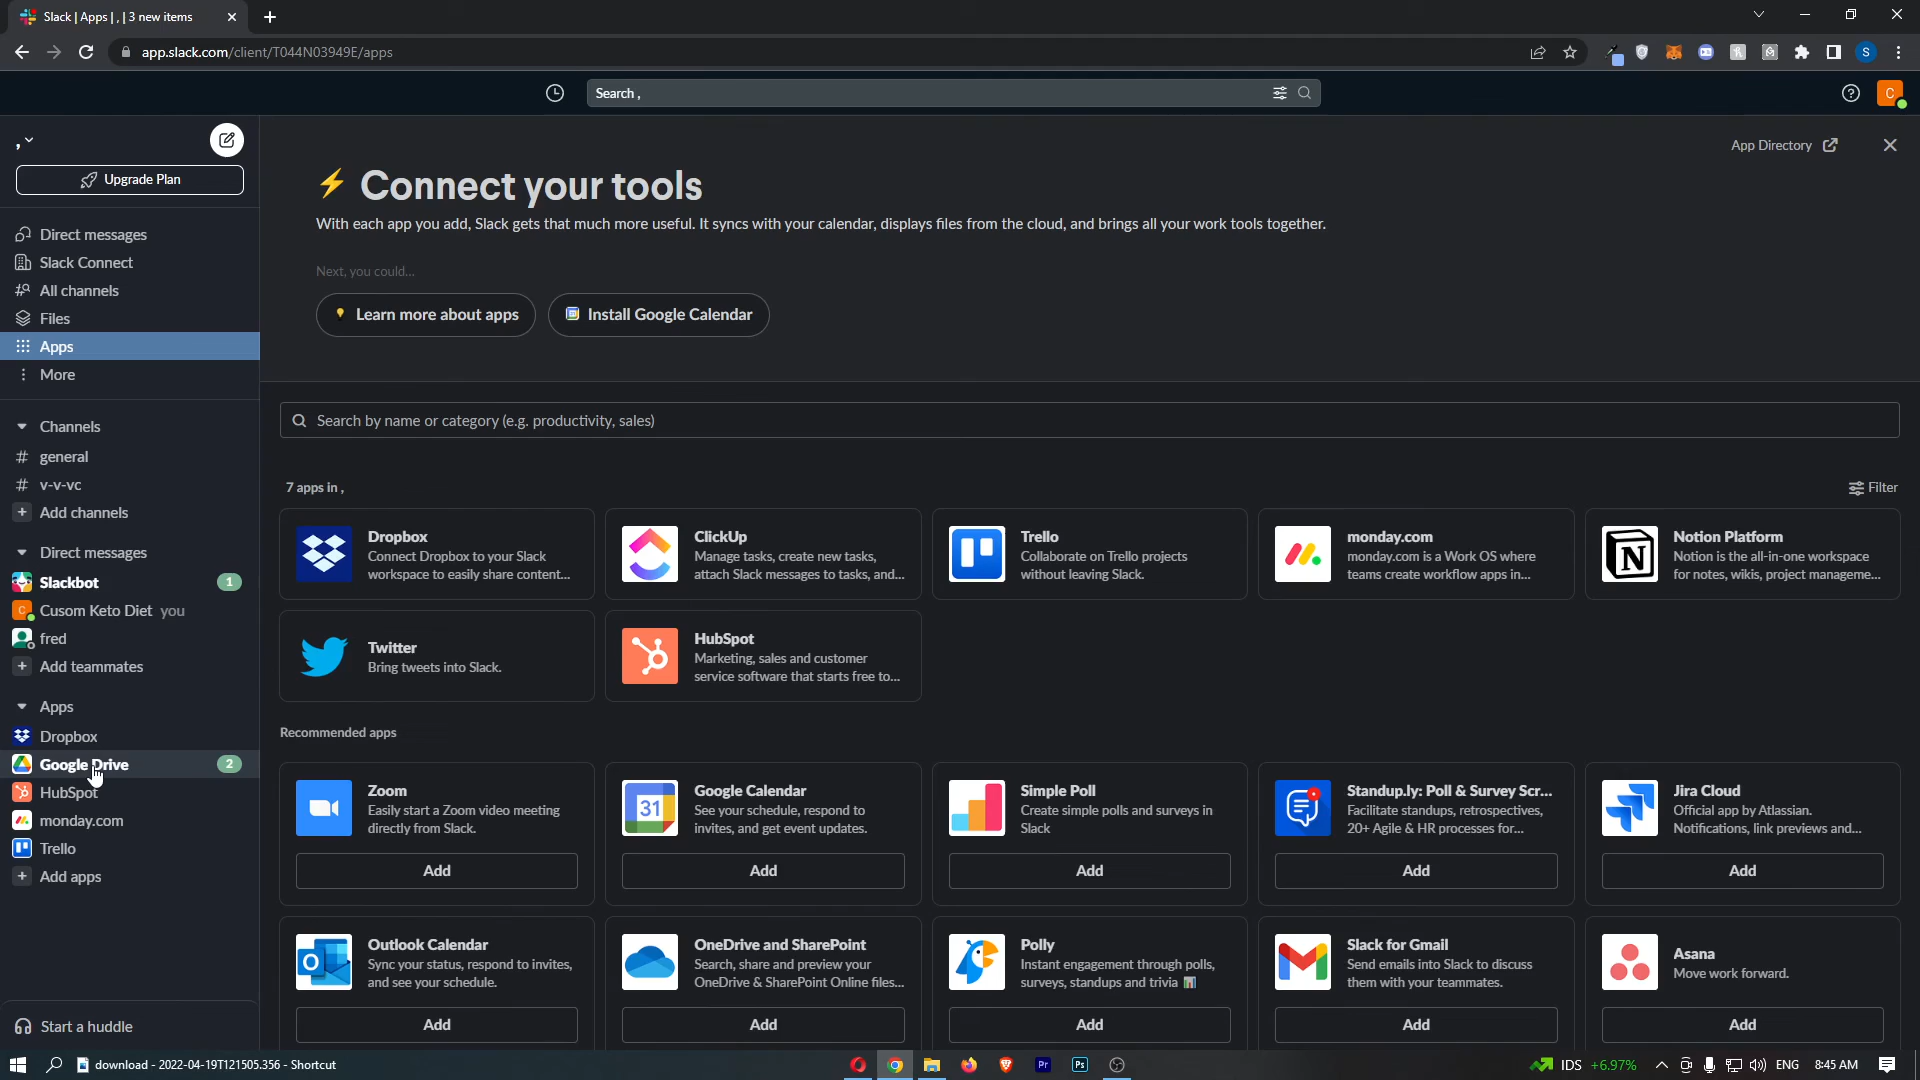 Slack | Apps | , | 3 new items
app.slack.com/client/T044N03949E/apps
S
Search ,
C
,
Upgrade Plan
App Directory
Connect your tools
With each app you add, Slack gets that much more useful. It syncs with your calendar, displays files from the cloud, and brings all your work tools together.
Next, you could...
Learn more about apps
Install Google Calendar
Direct messages
Slack Connect
All channels
Files
Apps
More
Channels
# general
# v-v-vc
+ Add channels
Direct messages
Slackbot 1
C Cusom Keto Diet you
fred
+ Add teammates
Apps
Dropbox
Google Drive 2
HubSpot
monday.com
Trello
+ Add apps
Start a huddle
Search by name or category (e.g. productivity, sales)
7 apps in ,
Filter
Dropbox
Connect Dropbox to your Slack
workspace to easily share content...
ClickUp
Manage tasks, create new tasks,
attach Slack messages to tasks, and...
Trello
Collaborate on Trello projects
without leaving Slack.
monday.com
monday.com is a Work OS where
teams create workflow apps in...
N
Notion Platform
Notion is the all-in-one workspace
for notes, wikis, project manageme...
Twitter
Bring tweets into Slack.
HubSpot
Marketing, sales and customer
service software that starts free to...
Recommended apps
Zoom
Easily start a Zoom video meeting
directly from Slack.
Add
31
Google Calendar
See your schedule, respond to
invites, and get event updates.
Add
Simple Poll
Create simple polls and surveys in
Slack
Add
Standup.ly: Poll & Survey Scr...
Facilitate standups, retrospectives,
20+ Agile & HR processes for...
Add
Jira Cloud
Official app by Atlassian.
Notifications, link previews and...
Add
O
Outlook Calendar
Sync your status, respond to invites,
and see your schedule.
Add
OneDrive and SharePoint
Search, share and preview your
OneDrive & SharePoint Online files...
Add
Polly
Instant engagement through polls,
surveys, standups and trivia
Add
Slack for Gmail
Send emails into Slack to discuss
them with your teammates.
Add
Asana
Move work forward.
Add
download - 2022-04-19T121505.356 - Shortcut
Pr
Ps
IDS +6.97%
ENG
8:45 AM